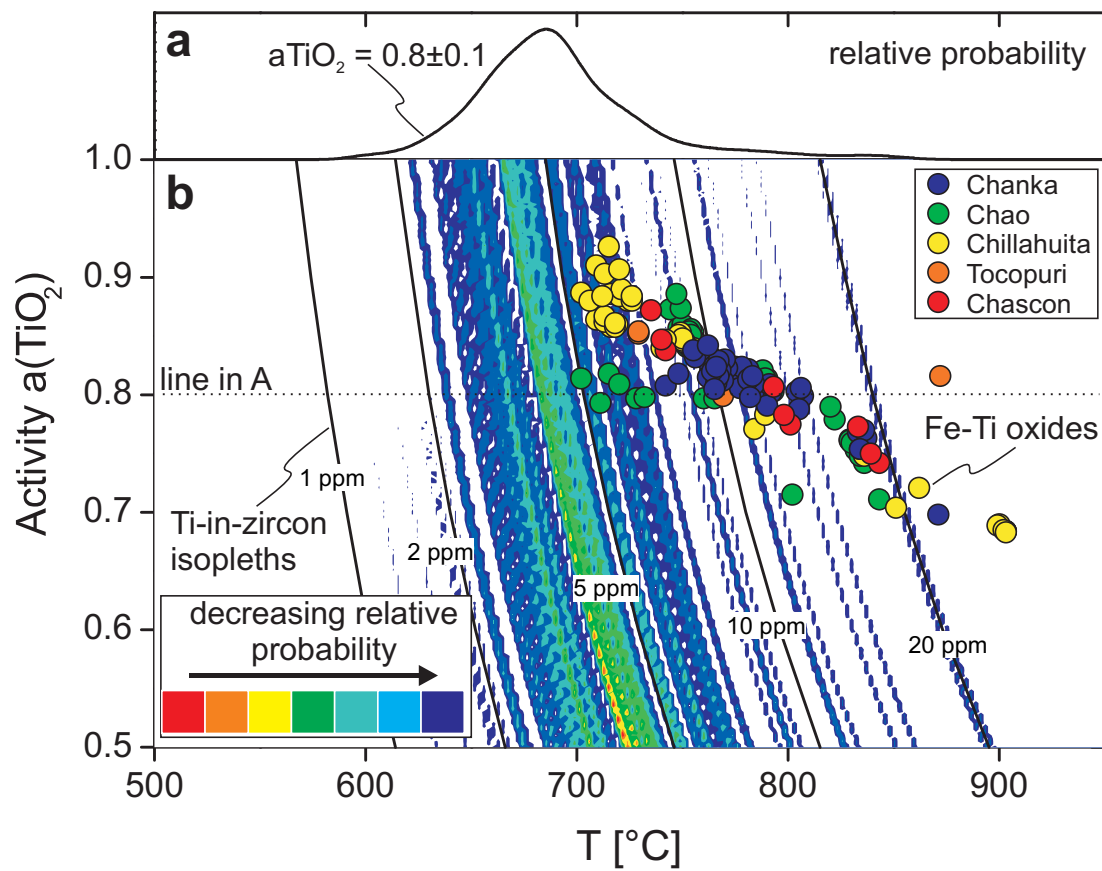 a
aTiO₂ = 0.8±0.1
relative probability
b
1.0
0.9
0.8
0.7
0.6
0.5
Activity a(TiO₂)
line in A
Chanka
Chao
Chillahuita
Tocopuri
Chascon
Fe-Ti oxides
1 ppm
Ti-in-zircon
isopleths
2 ppm
5 ppm
10 ppm
20 ppm
decreasing relative
probability
500
600
700
800
900
T [°C]